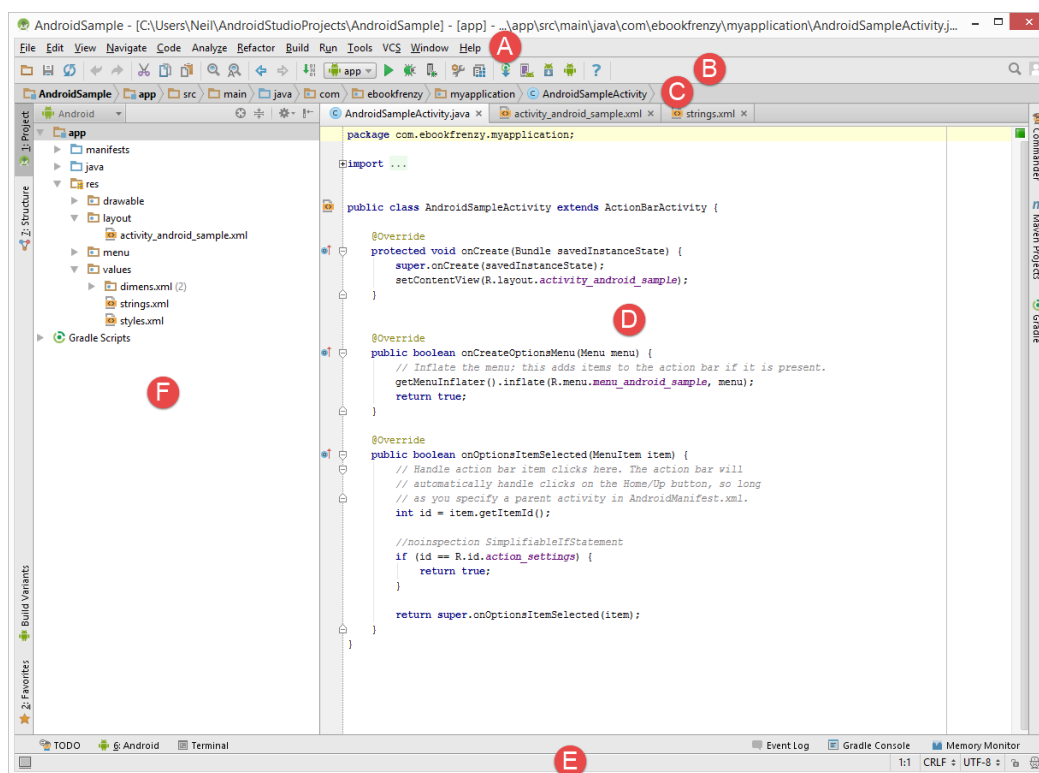 AndroidSample - [C:\Users\Neil\AndroidStudioProjects\AndroidSample] - [app] - ...\app\src\main\java\com\ebookfrenzy\myapplication\AndroidSampleActivity.j...
File Edit View Navigate Code Analyze Refactor Build Run Tools VCS Window Help
A
app
B
AndroidSample app src main java com ebookfrenzy myapplication AndroidSampleActivity
C
1: Project
Z: Structure
Build Variants
2: Favorites
Android
app
manifests
java
res
drawable
layout
activity_android_sample.xml
menu
values
dimens.xml (2)
strings.xml
styles.xml
Gradle Scripts
F
AndroidSampleActivity.java activity_android_sample.xml strings.xml
package com.ebookfrenzy.myapplication;
import ...
public class AndroidSampleActivity extends ActionBarActivity {
@Override
protected void onCreate(Bundle savedInstanceState) {
super.onCreate(savedInstanceState);
setContentView(R.layout.activity_android_sample);
}
D
@Override
public boolean onCreateOptionsMenu(Menu menu) {
// Inflate the menu; this adds items to the action bar if it is present.
getMenuInflater().inflate(R.menu.menu_android_sample, menu);
return true;
}
@Override
public boolean onOptionsItemSelected(MenuItem item) {
// Handle action bar item clicks here. The action bar will
// automatically handle clicks on the Home/Up button, so long
// as you specify a parent activity in AndroidManifest.xml.
int id = item.getItemId();
//noinspection SimplifiableIfStatement
if (id == R.id.action_settings) {
return true;
}
return super.onOptionsItemSelected(item);
}
}
Commander
Maven Projects
Gradle
TODO 6: Android Terminal Event Log Gradle Console Memory Monitor
E
1:1 CRLF UTF-8